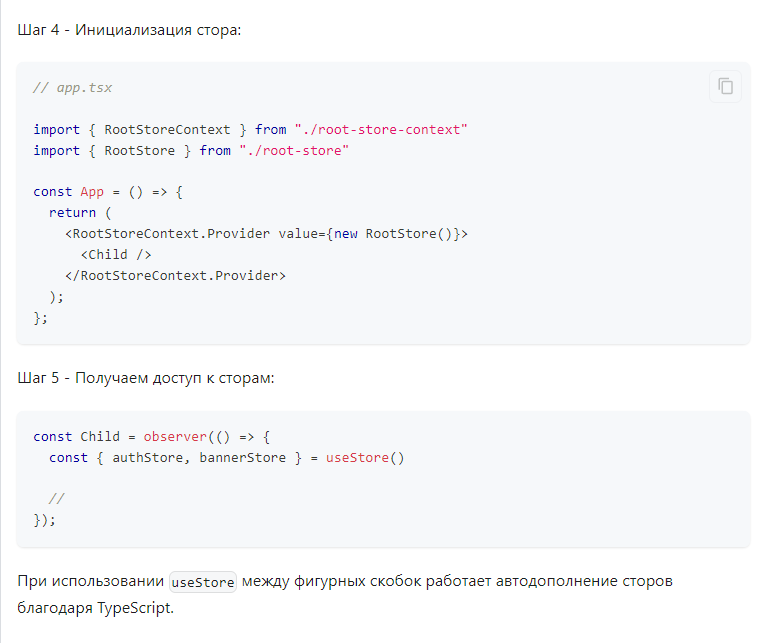 Шаг 4 - Инициализация стора:
// app.tsx
import { RootStoreContext } from "./root-store-context"
import { RootStore } from "./root-store"
const App = () => {
  return (
    <RootStoreContext.Provider value={new RootStore()}>
      <Child />
    </RootStoreContext.Provider>
  );
};
Шаг 5 - Получаем доступ к сторам:
const Child = observer(() => {
  const { authStore, bannerStore } = useStore()
  //
});
При использовании useStore между фигурных скобок работает автодополнение сторов
благодаря TypeScript.